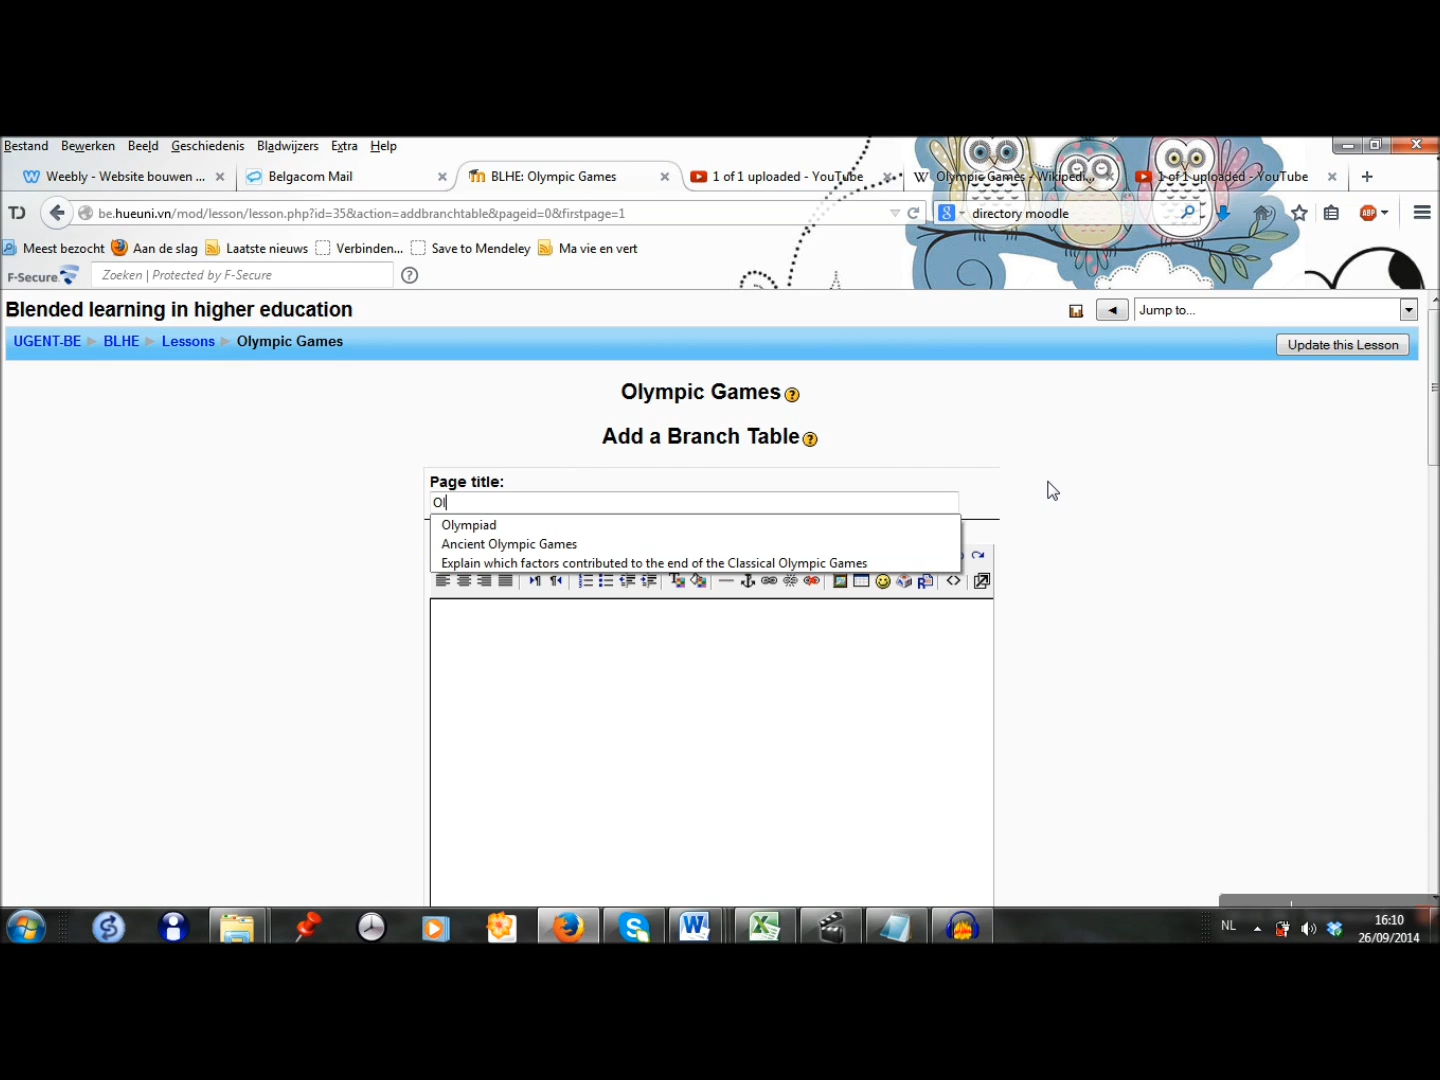 Bestand Bewerken Beeld Geschiedenis Bladwijzers Extra Help
Weebly - Website bouwen ... Belgacom Mail BLHE: Olympic Games 1 of 1 uploaded - YouTube Olympic Games - Wikipedi... 1 of 1 uploaded - YouTube
be.hueuni.vn/mod/lesson/lesson.php?id=35&action=addbranchtable&pageid=0&firstpage=1 directory moodle ABP
Meest bezocht Aan de slag Laatste nieuws Verbinden... Save to Mendeley Ma vie en vert
F-Secure Zoeken | Protected by F-Secure
Blended learning in higher education Jump to...
UGENT-BE BLHE Lessons Olympic Games Update this Lesson
Olympic Games
Add a Branch Table
Page title:
Ol
Olympiad
Ancient Olympic Games
Explain which factors contributed to the end of the Classical Olympic Games
NL 16:10
26/09/2014